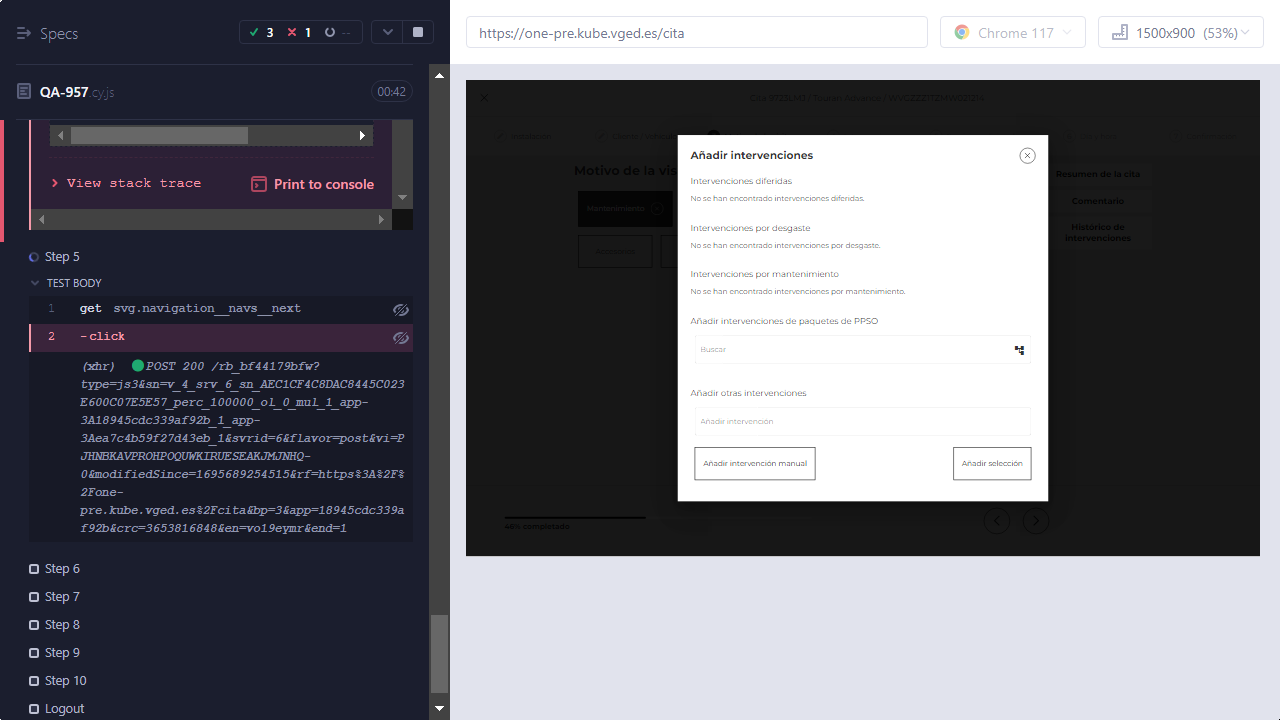 Specs
3
1
--
https://one-pre.kube.vged.es/cita
Chrome 117
1500x900 (53%)
QA-957.cy.js
00:42
View stack trace
Print to console
Step 5
TEST BODY
1 get svg.navigation__navs__next
2 -click
(xhr) POST 200 /rb_bf44179bfw?
type=js3&sn=v_4_srv_6_sn_AEC1CF4C8DAC8445C023
E600C07E5E57_perc_100000_ol_0_mul_1_app-
3A18945cdc339af92b_1_app-
3Aea7c4b59f27d43eb_1&svrid=6&flavor=post&vi=P
JHNBKAVPROHPOQUWKIRUESEAKJMJNHQ-
0&modifiedSince=1695689254515&rf=https%3A%2F%
2Fone-
pre.kube.vged.es%2Fcita&bp=3&app=18945cdc339a
f92b&crc=3653816848&en=vo19eymr&end=1
Step 6
Step 7
Step 8
Step 9
Step 10
Logout
Motivo de la vis
Mantenimiento
Resumen de la cita
Comentario
Histórico de
intervenciones
Añadir intervenciones
Intervenciones diferidas
No se han encontrado intervenciones diferidas.
Intervenciones por desgaste
No se han encontrado intervenciones por desgaste.
Intervenciones por mantenimiento
No se han encontrado intervenciones por mantenimiento.
Añadir intervenciones de paquetes de PPSO
Buscar
Añadir otras intervenciones
Añadir intervención
Añadir intervención manual
Añadir selección
48% completado